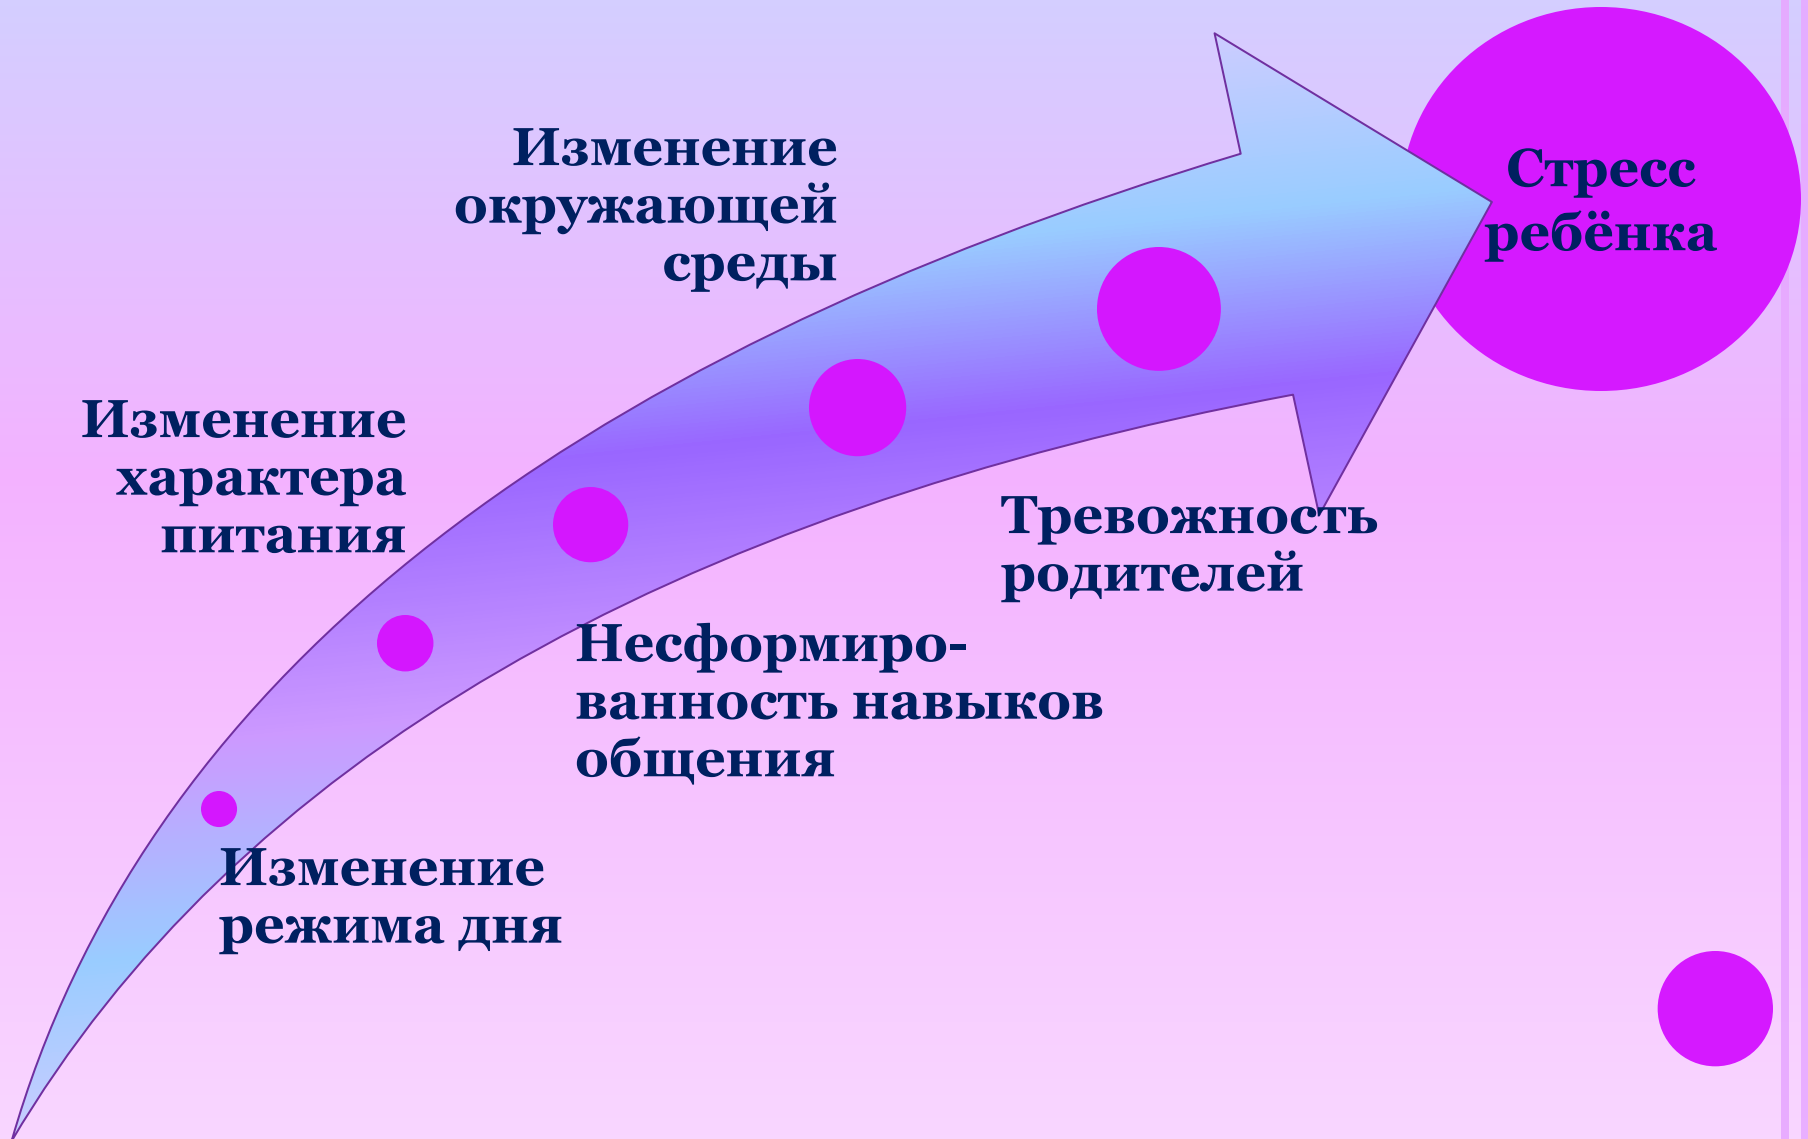 Изменение
окружающей
среды
Стресс
ребёнка
Изменение
характера
питания
Тревожность
родителей
Несформиро-
ванность навыков
общения
Изменение
режима дня